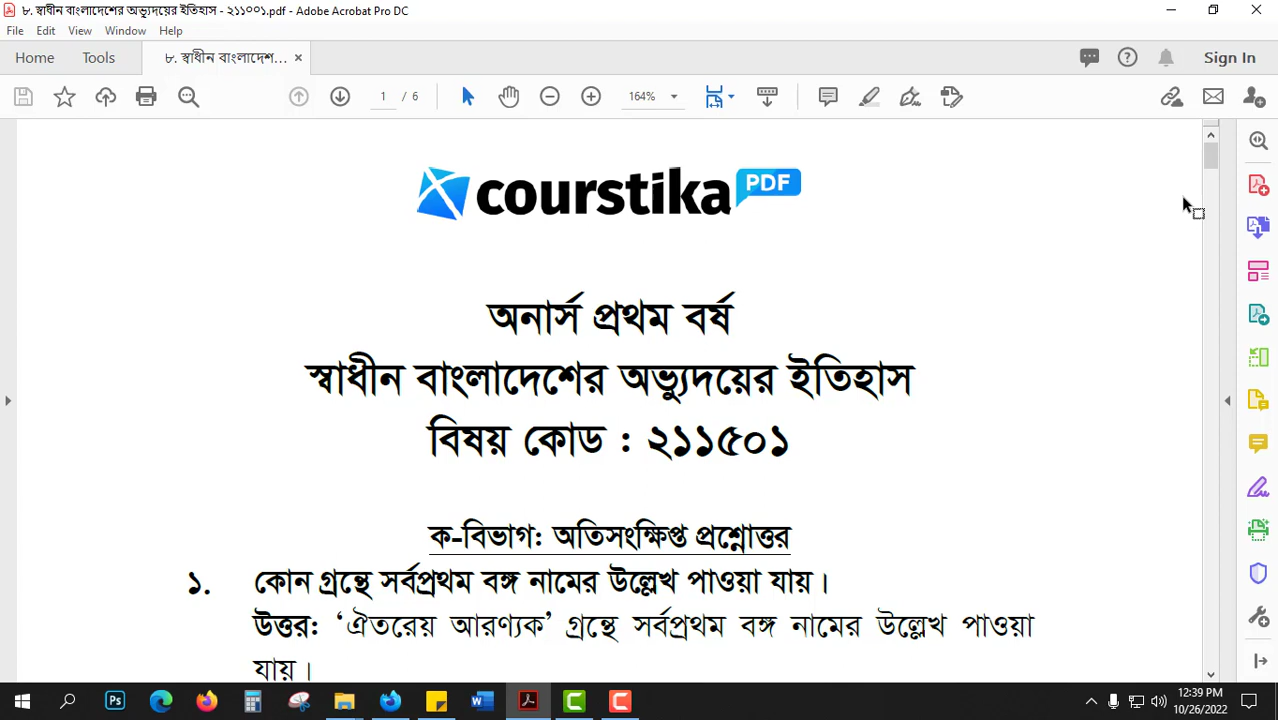 ৮. স্বাধীন বাংলাদেশের অভ্যুদয়ের ইতিহাস - ২১১০০১.pdf - Adobe Acrobat Pro DC
File Edit View Window Help
Home Tools ৮. স্বাধীন বাংলাদেশ... Sign In
1 / 6 164%
courstika PDF
অনার্স প্রথম বর্ষ
স্বাধীন বাংলাদেশের অভ্যুদয়ের ইতিহাস
বিষয় কোড : ২১১৫০১
ক-বিভাগ: অতিসংক্ষিপ্ত প্রশ্নোত্তর
১. কোন গ্রন্থে সর্বপ্রথম বঙ্গ নামের উল্লেখ পাওয়া যায়।
উত্তর: ‘ঐতরেয় আরণ্যক’ গ্রন্থে সর্বপ্রথম বঙ্গ নামের উল্লেখ পাওয়া
যায়।
Ps
12:39 PM
10/26/2022